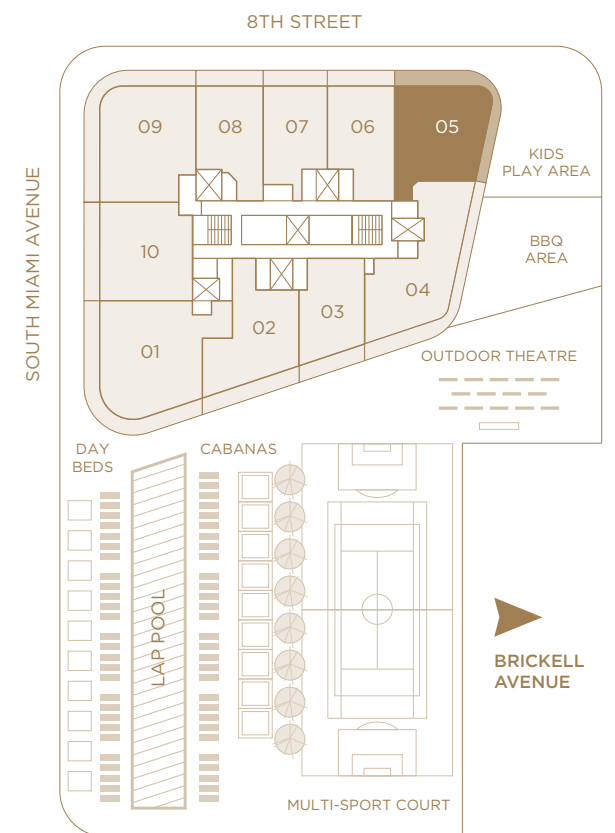 8TH STREET
SOUTH MIAMI AVENUE
09
08
07
06
05
KIDS
PLAY AREA
10
BBQ
AREA
04
03
02
01
OUTDOOR THEATRE
DAY
BEDS
CABANAS
LAP POOL
BRICKELL
AVENUE
MULTI-SPORT COURT